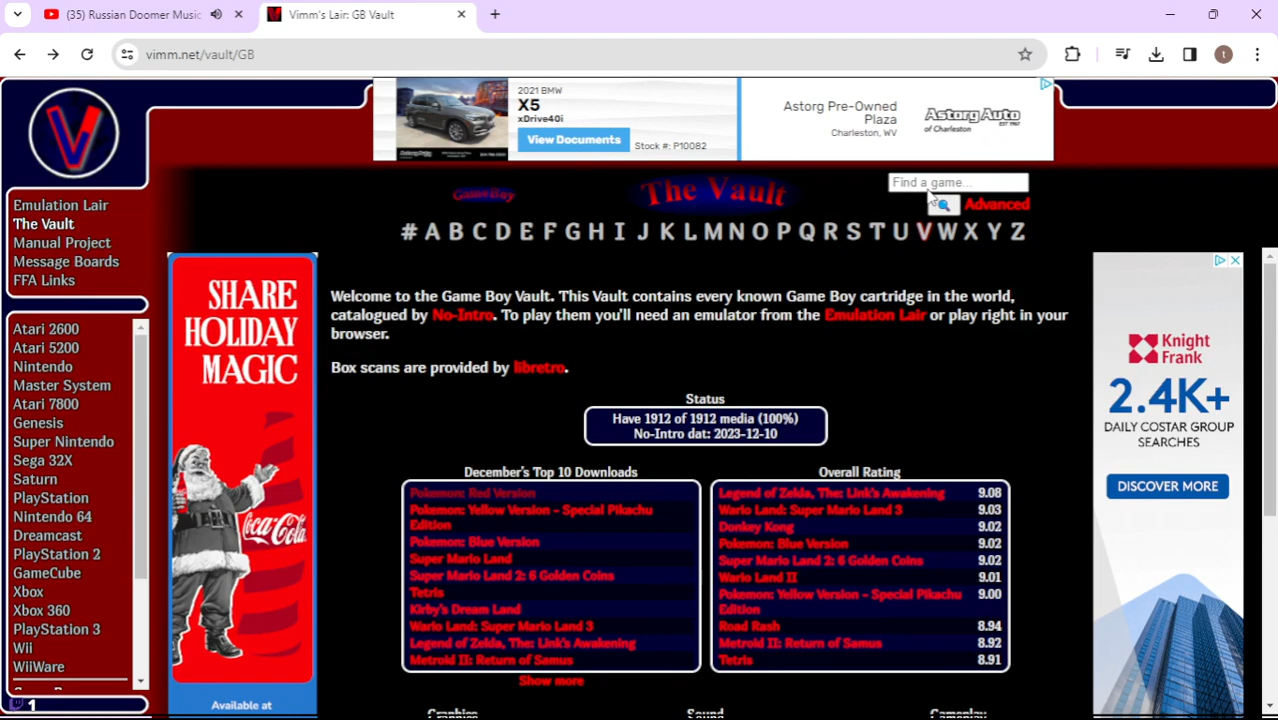 (35) Russian Doomer Music
Vimm's Lair: GB Vault
vimm.net/vault/GB
t
2021 BMW
X5
xDrive40i
View Documents
Stock #: P10082
Astorg Pre-Owned
Plaza
Charleston, WV
Astorg Auto
of Charleston EST 1967
GameBoy
The Vault
Find a game...
Advanced
# A B C D E F G H I J K L M N O P Q R S T U V W X Y Z
Emulation Lair
The Vault
Manual Project
Message Boards
FFA Links
Atari 2600
Atari 5200
Nintendo
Master System
Atari 7800
Genesis
Super Nintendo
Sega 32X
Saturn
PlayStation
Nintendo 64
Dreamcast
PlayStation 2
GameCube
Xbox
Xbox 360
PlayStation 3
Wii
WiiWare
1
SHARE
HOLIDAY
MAGIC
Coca-Cola
Available at
Welcome to the Game Boy Vault. This Vault contains every known Game Boy cartridge in the world,
catalogued by No-Intro. To play them you'll need an emulator from the Emulation Lair or play right in your
browser.
Box scans are provided by libretro.
Status
Have 1912 of 1912 media (100%)
No-Intro dat: 2023-12-10
December's Top 10 Downloads
Pokemon: Red Version
Pokemon: Yellow Version - Special Pikachu
Edition
Pokemon: Blue Version
Super Mario Land
Super Mario Land 2: 6 Golden Coins
Tetris
Kirby's Dream Land
Wario Land: Super Mario Land 3
Legend of Zelda, The: Link's Awakening
Metroid II: Return of Samus
Show more
Overall Rating
Legend of Zelda, The: Link's Awakening 9.08
Wario Land: Super Mario Land 3 9.03
Donkey Kong 9.02
Pokemon: Blue Version 9.02
Super Mario Land 2: 6 Golden Coins 9.02
Wario Land II 9.01
Pokemon: Yellow Version - Special Pikachu 9.00
Edition
Road Rash 8.94
Metroid II: Return of Samus 8.92
Tetris 8.91
Graphics
Sound
Gameplay
Knight
Frank
2.4K+
DAILY COSTAR GROUP
SEARCHES
DISCOVER MORE